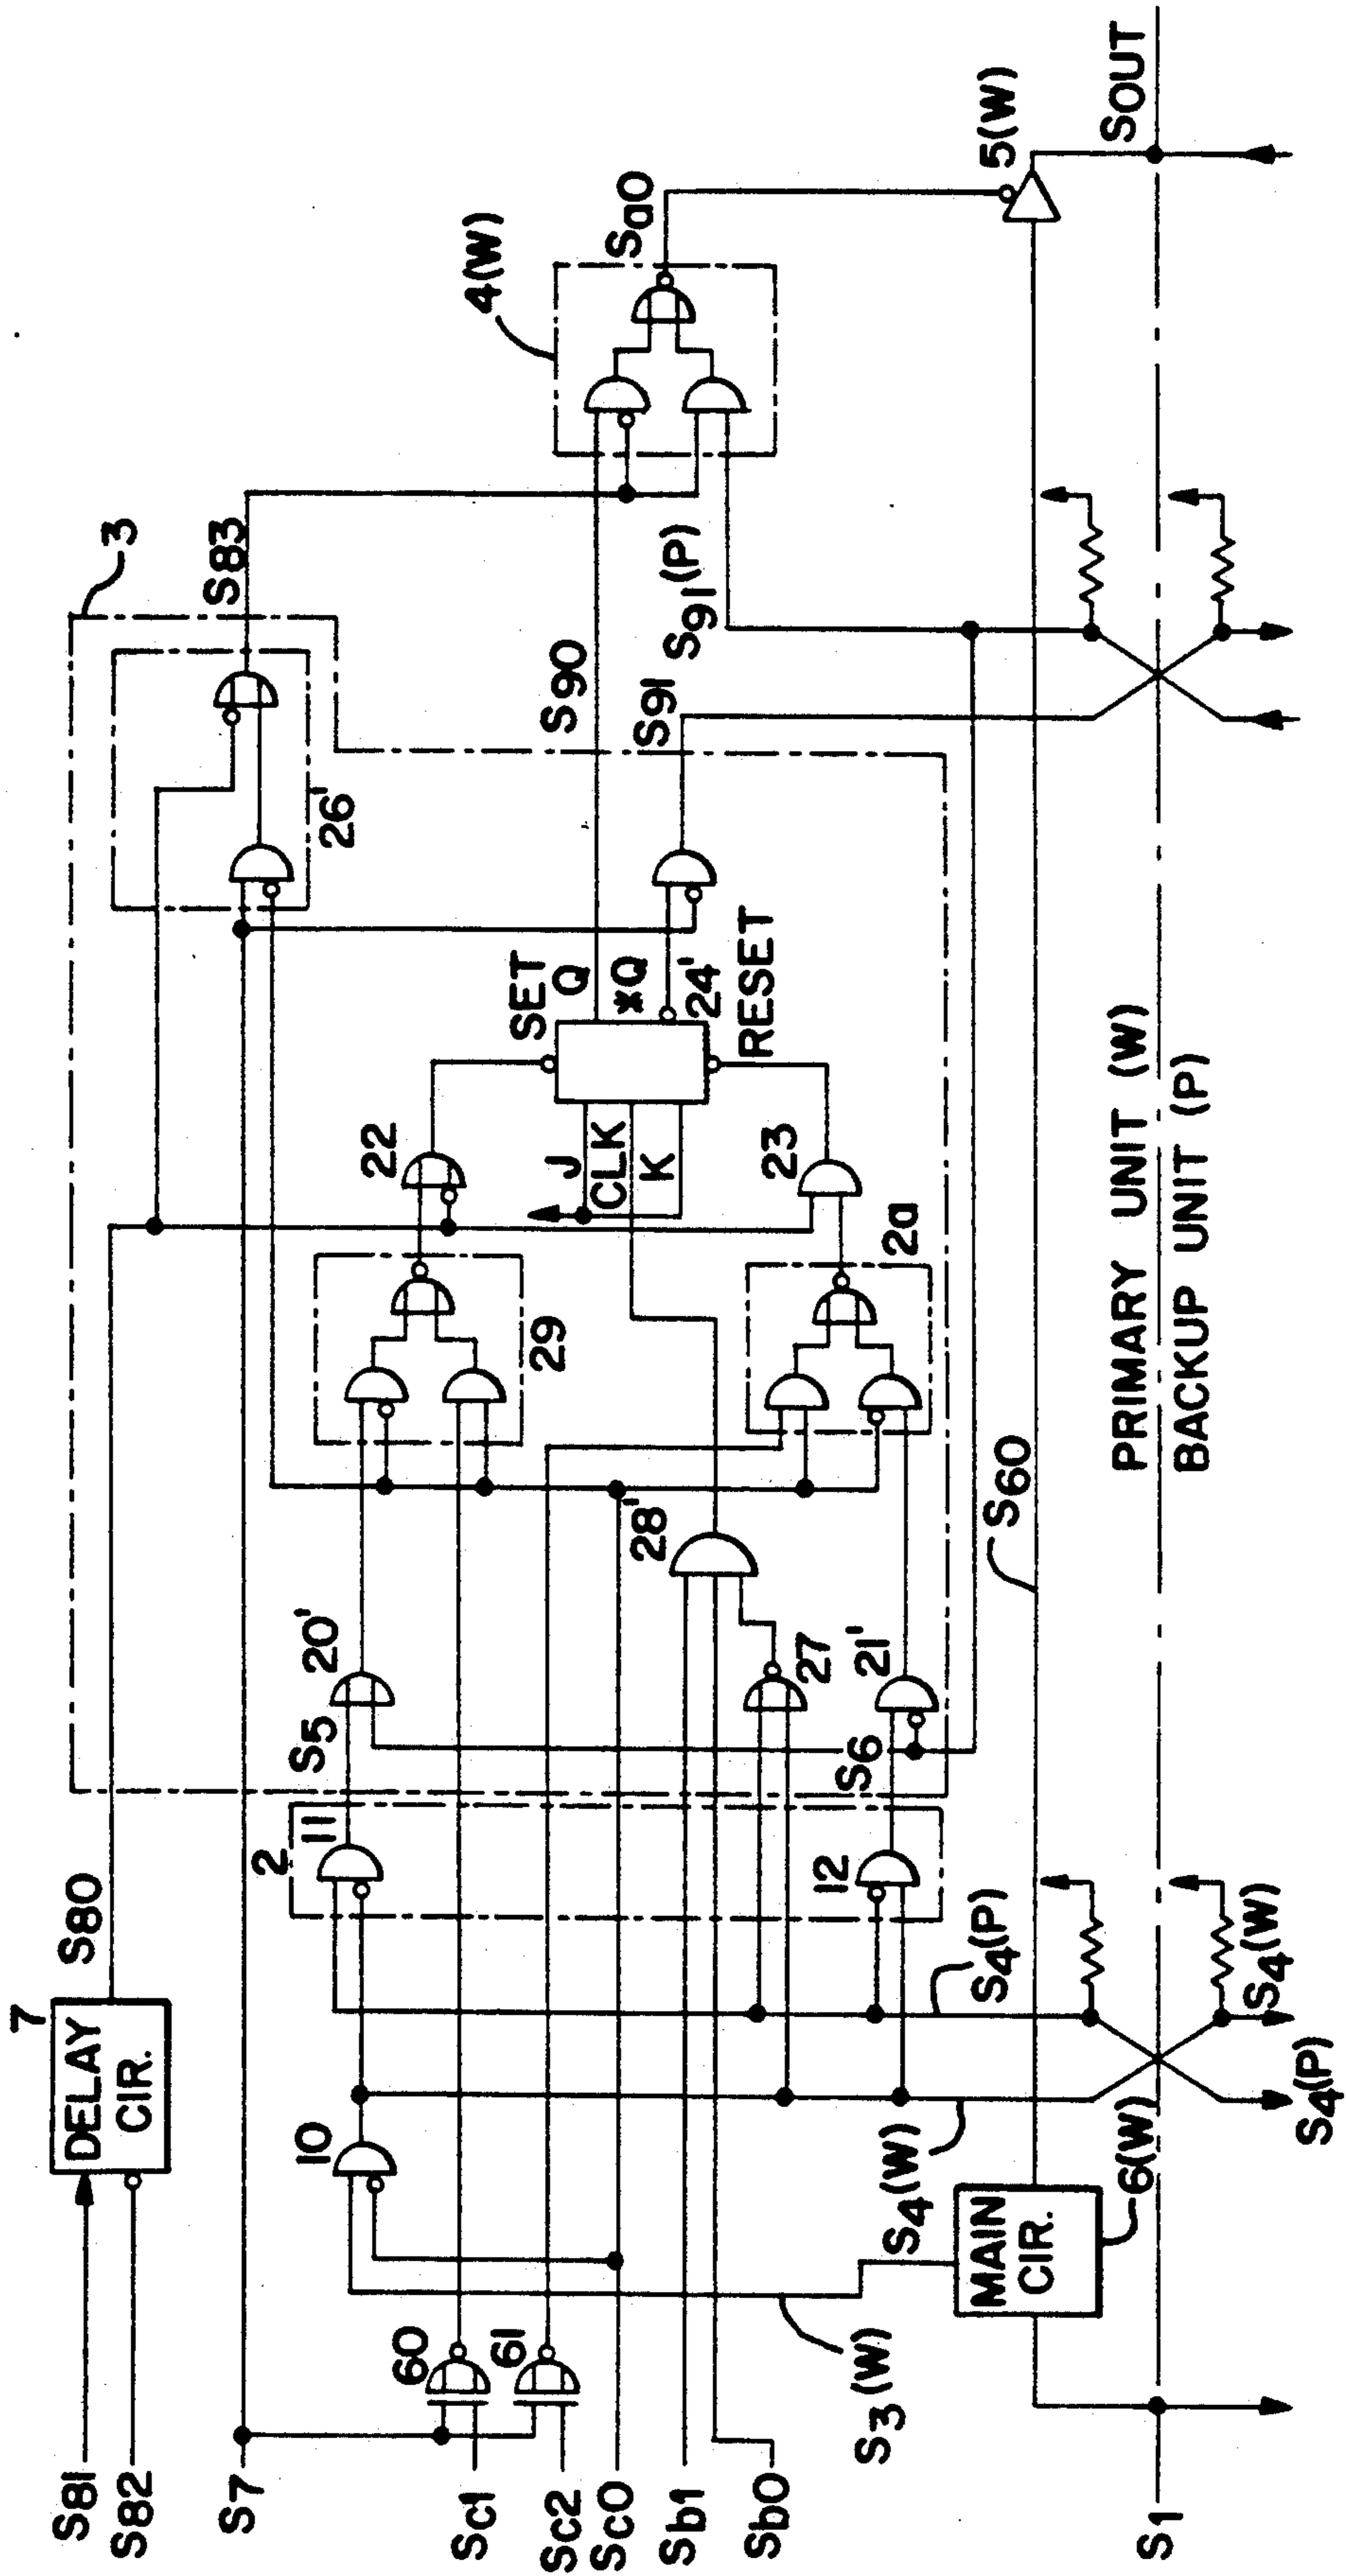 S81
S82
S7
Sc1
Sc2
Sc0
Sb1
Sb0
S1
7
DELAY
CIR.
S80
60
61
10
S3(W)
MAIN
CIR.
6(W)
S4(W)
S4(P)
S4(P)
S4(W)
2
11
12
S5
S6
20'
21'
27
28'
29
2a
22
23
J
CLK
K
SET
Q
*Q
24'
RESET
26'
3
S83
S90
S91
S91(P)
S60
4(W)
Sa0
5(W)
SOUT
PRIMARY UNIT (W)
BACKUP UNIT (P)